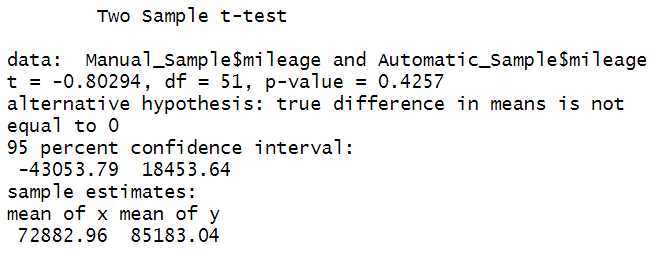 Two Sample t-test
data:  Manual_Sample$mileage and Automatic_Sample$mileage
t = -0.80294, df = 51, p-value = 0.4257
alternative hypothesis: true difference in means is not
equal to 0
95 percent confidence interval:
 -43053.79  18453.64
sample estimates:
mean of x mean of y
 72882.96  85183.04